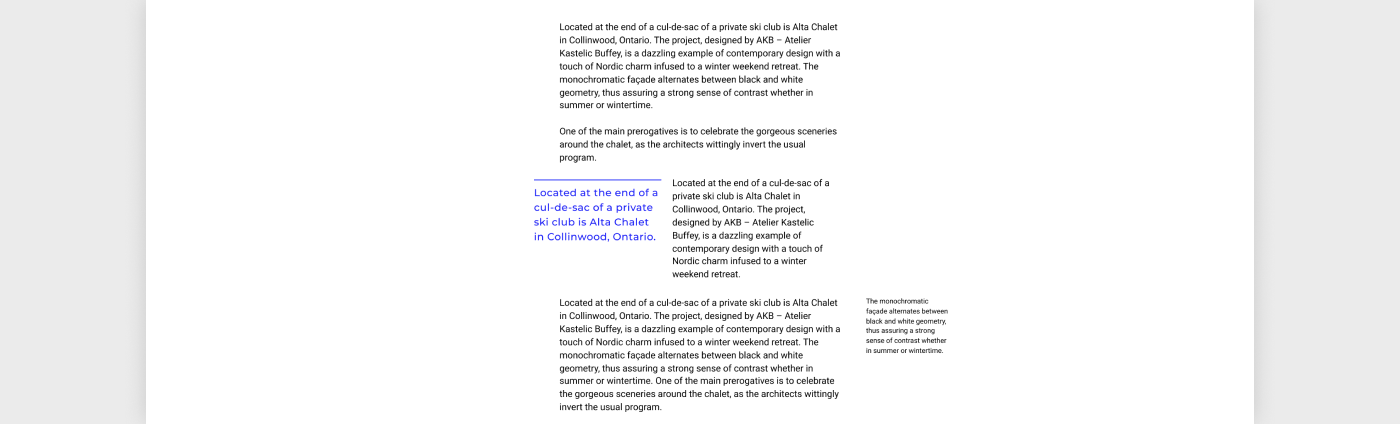 Located at the end of a cul-de-sac of a private ski club is Alta Chalet
in Collinwood, Ontario. The project, designed by AKB – Atelier
Kastelic Buffey, is a dazzling example of contemporary design with a
touch of Nordic charm infused to a winter weekend retreat. The
monochromatic façade alternates between black and white
geometry, thus assuring a strong sense of contrast whether in
summer or wintertime.
One of the main prerogatives is to celebrate the gorgeous sceneries
around the chalet, as the architects wittingly invert the usual
program.
Located at the end of a
cul-de-sac of a private
ski club is Alta Chalet
in Collinwood, Ontario.
Located at the end of a cul-de-sac of a
private ski club is Alta Chalet in
Collinwood, Ontario. The project,
designed by AKB – Atelier Kastelic
Buffey, is a dazzling example of
contemporary design with a touch of
Nordic charm infused to a winter
weekend retreat.
Located at the end of a cul-de-sac of a private ski club is Alta Chalet
in Collinwood, Ontario. The project, designed by AKB – Atelier
Kastelic Buffey, is a dazzling example of contemporary design with a
touch of Nordic charm infused to a winter weekend retreat. The
monochromatic façade alternates between black and white
geometry, thus assuring a strong sense of contrast whether in
summer or wintertime. One of the main prerogatives is to celebrate
the gorgeous sceneries around the chalet, as the architects wittingly
invert the usual program.
The monochromatic
façade alternates between
black and white geometry,
thus assuring a strong
sense of contrast whether
in summer or wintertime.